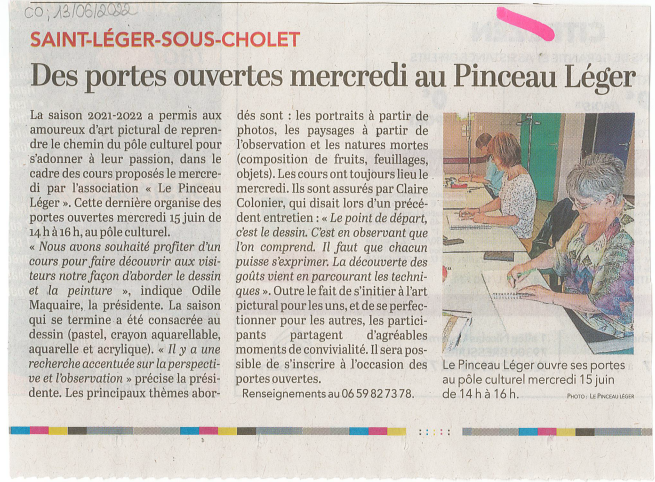 CO, 13/06/2022
SAINT-LÉGER-SOUS-CHOLET
Des portes ouvertes mercredi au Pinceau Léger
La saison 2021-2022 a permis aux
amoureux d'art pictural de repren-
dre le chemin du pôle culturel pour
s'adonner à leur passion, dans le
cadre des cours proposés le mercre-
di par l'association « Le Pinceau
Léger ». Cette dernière organise des
portes ouvertes mercredi 15 juin de
14 h à 16 h, au pôle culturel.
« Nous avons souhaité profiter d'un
cours pour faire découvrir aux visi-
teurs notre façon d'aborder le dessin
et la peinture », indique Odile
Maquaire, la présidente. La saison
qui se termine a été consacrée au
dessin (pastel, crayon aquarellable,
aquarelle et acrylique). « Il y a une
recherche accentuée sur la perspecti-
ve et l'observation » précise la prési-
dente. Les principaux thèmes abor-
dés sont : les portraits à partir de
photos, les paysages à partir de
l'observation et les natures mortes
(composition de fruits, feuillages,
objets). Les cours ont toujours lieu le
mercredi. Ils sont assurés par Claire
Colonier, qui disait lors d'un précé-
dent entretien : « Le point de départ,
c'est le dessin. C'est en observant que
l'on comprend. Il faut que chacun
puisse s'exprimer. La découverte des
goûts vient en parcourant les techni-
ques ». Outre le fait de s'initier à l'art
pictural pour les uns, et de se perfec-
tionner pour les autres, les partici-
pants partagent d'agréables
moments de convivialité. Il sera pos-
sible de s'inscrire à l'occasion des
portes ouvertes.
Renseignements au 06 59 82 73 78.
Le Pinceau Léger ouvre ses portes
au pôle culturel mercredi 15 juin
de 14 h à 16 h.
PHOTO : LE PINCEAU LÉGER